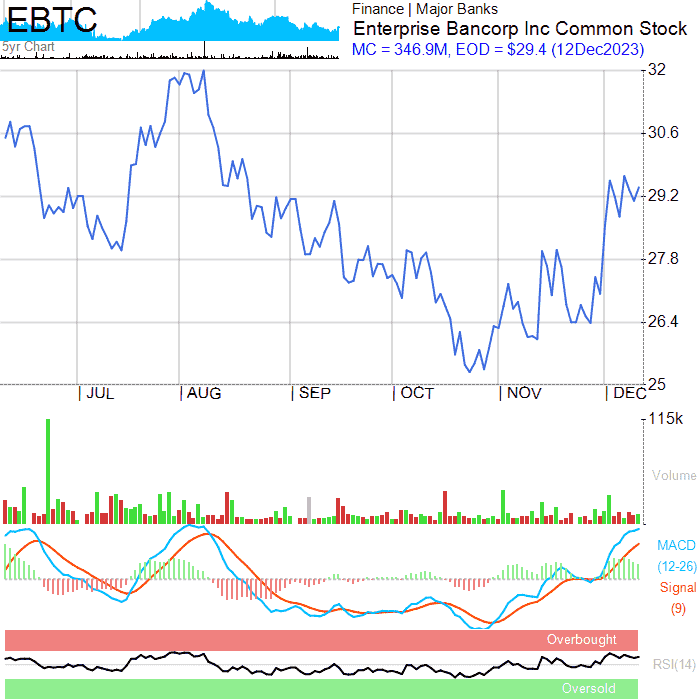 EBTC
5yr Chart
Finance | Major Banks
Enterprise Bancorp Inc Common Stock
MC = 346.9M, EOD = $29.4 (12Dec2023)
32
30.6
29.2
27.8
26.4
25
| JUL | AUG | SEP | OCT | NOV | DEC
115k
Volume
MACD
(12-26)
Signal
(9)
Overbought
RSI(14)
Oversold